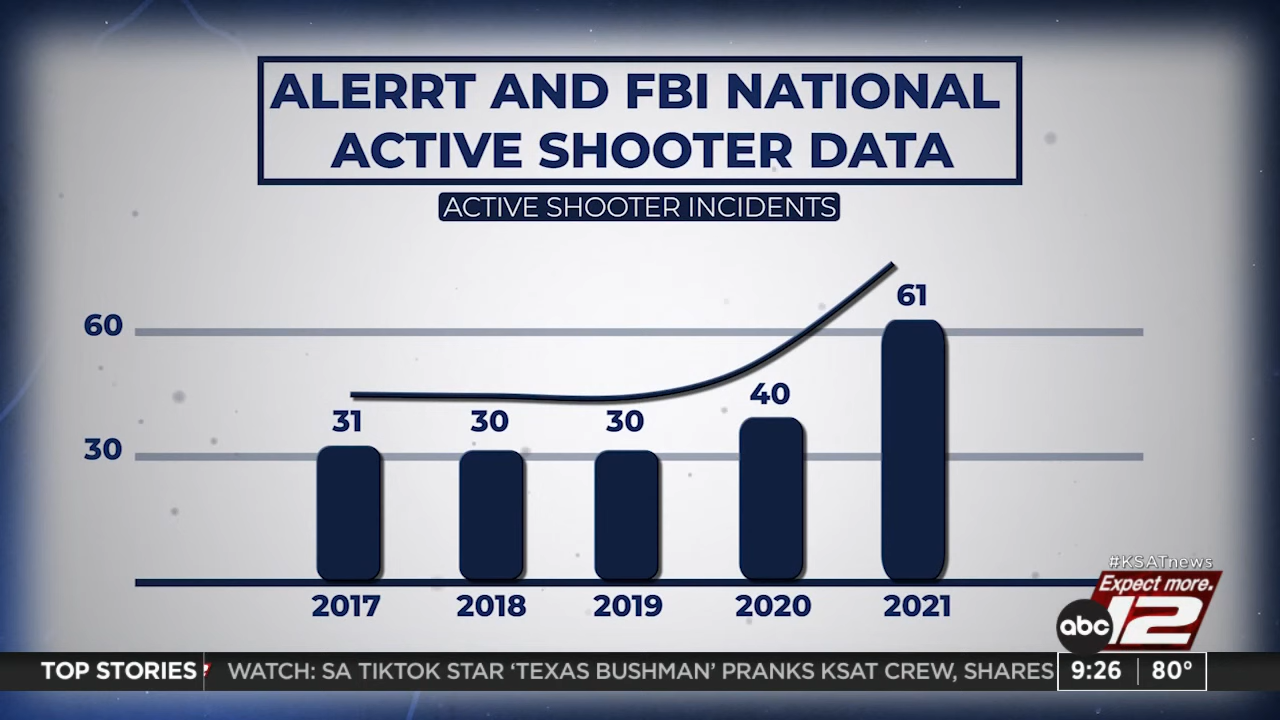 ALERRT AND FBI NATIONAL
ACTIVE SHOOTER DATA
ACTIVE SHOOTER INCIDENTS
61
60
40
31
30
30
30
2017
2018
2019
2020
2021
#KSATnews
Expect more.
abc
12
TOP STORIES
WATCH: SA TIKTOK STAR ‘TEXAS BUSHMAN’ PRANKS KSAT CREW, SHARES
9:26
80°